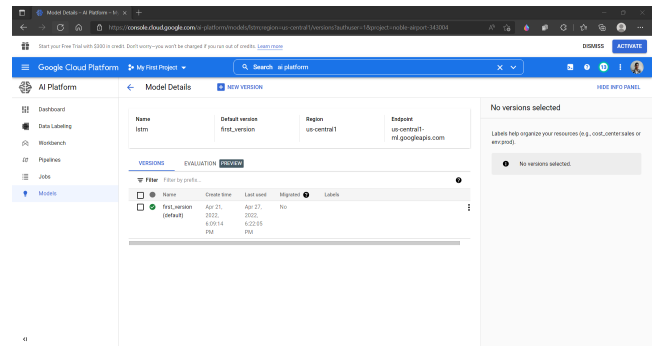 Model Details – AI Platform – M
https://console.cloud.google.com/ai-platform/models/lstm;region=us-central1/versions?authuser=1&project=noble-airport-343004
Start your Free Trial with $300 in credit. Don't worry—you won't be charged if you run out of credits. Learn more
DISMISS
ACTIVATE
Google Cloud Platform
My First Project
Search ai platform
AI Platform
Model Details
NEW VERSION
HIDE INFO PANEL
Dashboard
Data Labeling
Workbench
Pipelines
Jobs
Models
Name Default version Region Endpoint
lstm first_version us-central1 us-central1-
ml.googleapis.com
VERSIONS EVALUATION PREVIEW
Filter Filter by prefix...
Name Create time Last used Migrated Labels
first_version Apr 21, Apr 27, No
(default) 2022, 2022,
6:09:14 6:22:05
PM PM
No versions selected
Labels help organize your resources (e.g., cost_center:sales or
env:prod).
No versions selected.